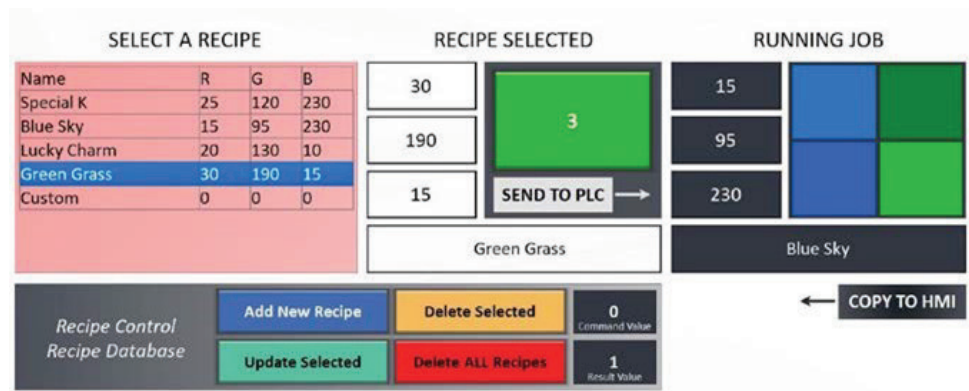 SELECT A RECIPE
Name R G B
Special K 25 120 230
Blue Sky 15 95 230
Lucky Charm 20 130 10
Green Grass 30 190 15
Custom 0 0 0
RECIPE SELECTED
30
190
15
3
SEND TO PLC
Green Grass
RUNNING JOB
15
95
230
Blue Sky
COPY TO HMI
Recipe Control
Recipe Database
Add New Recipe
Delete Selected
0
Command Value
Update Selected
Delete ALL Recipes
1
Result Value